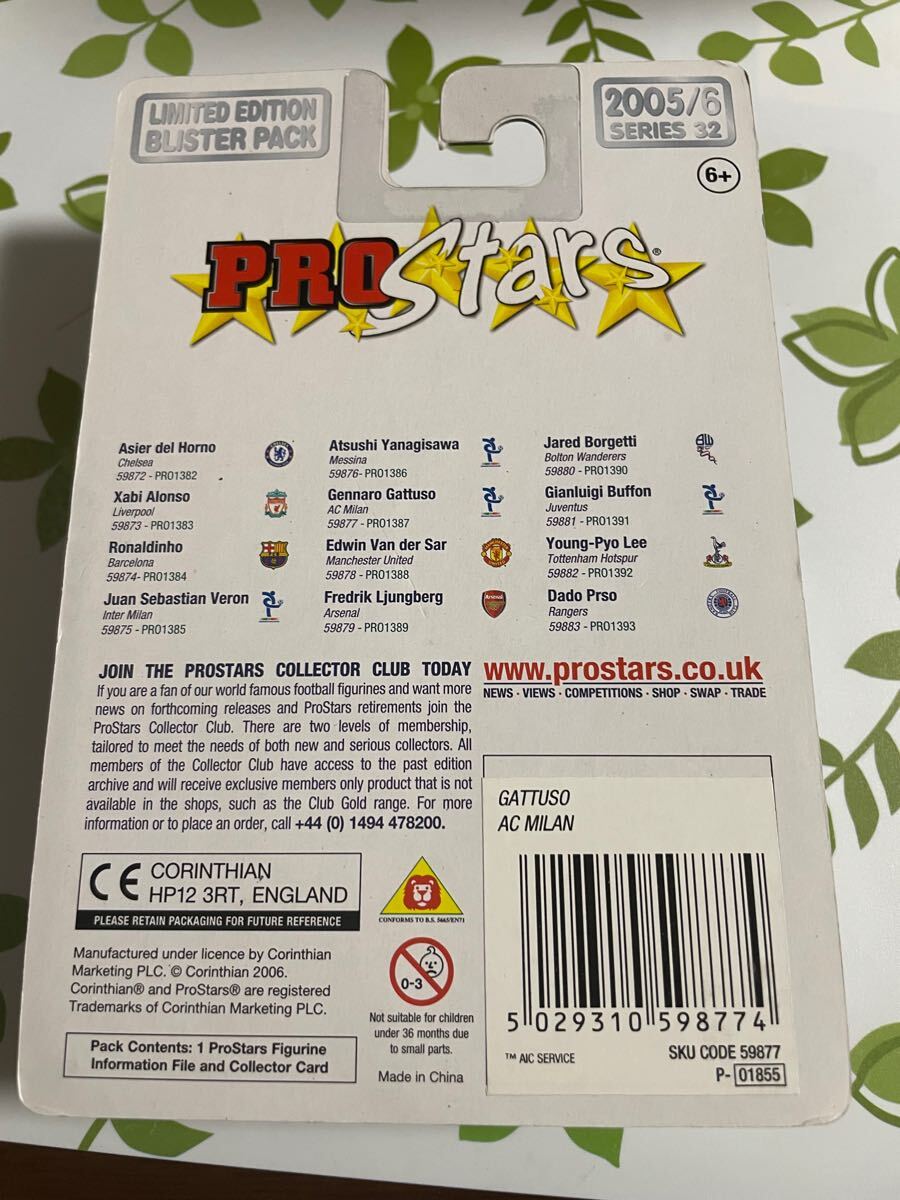 LIMITED EDITION
BLISTER PACK
2005/6
SERIES 32
6+
PROStars®
Asier del Horno
Chelsea
59872 - PRO1382
Xabi Alonso
Liverpool
59873 - PRO1383
Ronaldinho
Barcelona
59874- PRO1384
Juan Sebastian Veron
Inter Milan
59875 - PRO1385
Atsushi Yanagisawa
Messina
59876- PRO1386
Gennaro Gattuso
AC Milan
59877 - PRO1387
Edwin Van der Sar
Manchester United
59878 - PRO1388
Fredrik Ljungberg
Arsenal
59879 - PRO1389
Arsenal
Jared Borgetti
Bolton Wanderers
59880 - PRO1390
Gianluigi Buffon
Juventus
59881 - PRO1391
Young-Pyo Lee
Tottenham Hotspur
59882 - PRO1392
Dado Prso
Rangers
59883 - PRO1393
JOIN THE PROSTARS COLLECTOR CLUB TODAY
If you are a fan of our world famous football figurines and want more
news on forthcoming releases and ProStars retirements join the
ProStars Collector Club. There are two levels of membership,
tailored to meet the needs of both new and serious collectors. All
members of the Collector Club have access to the past edition
archive and will receive exclusive members only product that is not
available in the shops, such as the Club Gold range. For more
information or to place an order, call +44 (0) 1494 478200.
www.prostars.co.uk
NEWS · VIEWS · COMPETITIONS · SHOP · SWAP · TRADE
CE CORINTHIAN
HP12 3RT, ENGLAND
PLEASE RETAIN PACKAGING FOR FUTURE REFERENCE
Manufactured under licence by Corinthian
Marketing PLC. © Corinthian 2006.
Corinthian® and ProStars® are registered
Trademarks of Corinthian Marketing PLC.
Pack Contents: 1 ProStars Figurine
Information File and Collector Card
CONFORMS TO B.S. 5665/EN71
0-3
Not suitable for children
under 36 months due
to small parts.
Made in China
GATTUSO
AC MILAN
5 029310 598774
™ AIC SERVICE
SKU CODE 59877
P- 01855